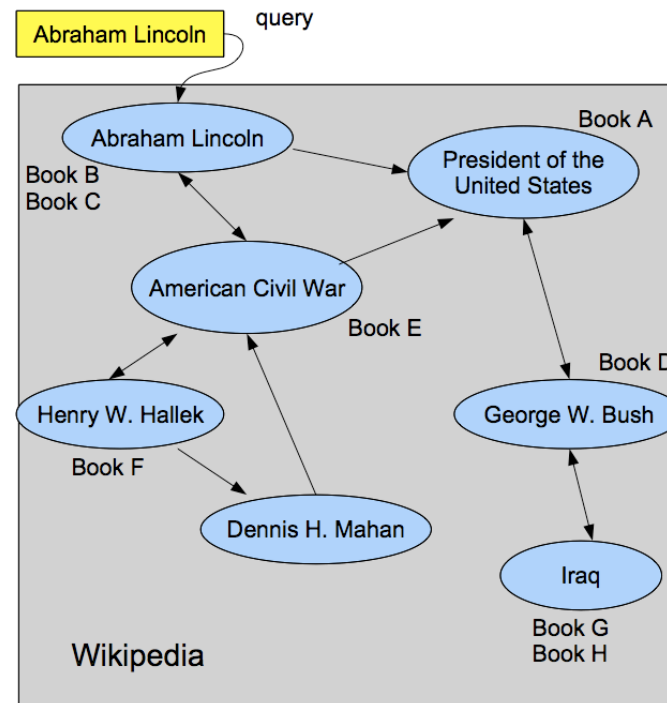 query
Abraham Lincoln
Abraham Lincoln
Book A
President of the
United States
Book B
Book C
American Civil War
Book E
Book D
Henry W. Hallek
George W. Bush
Book F
Dennis H. Mahan
Iraq
Book G
Book H
Wikipedia